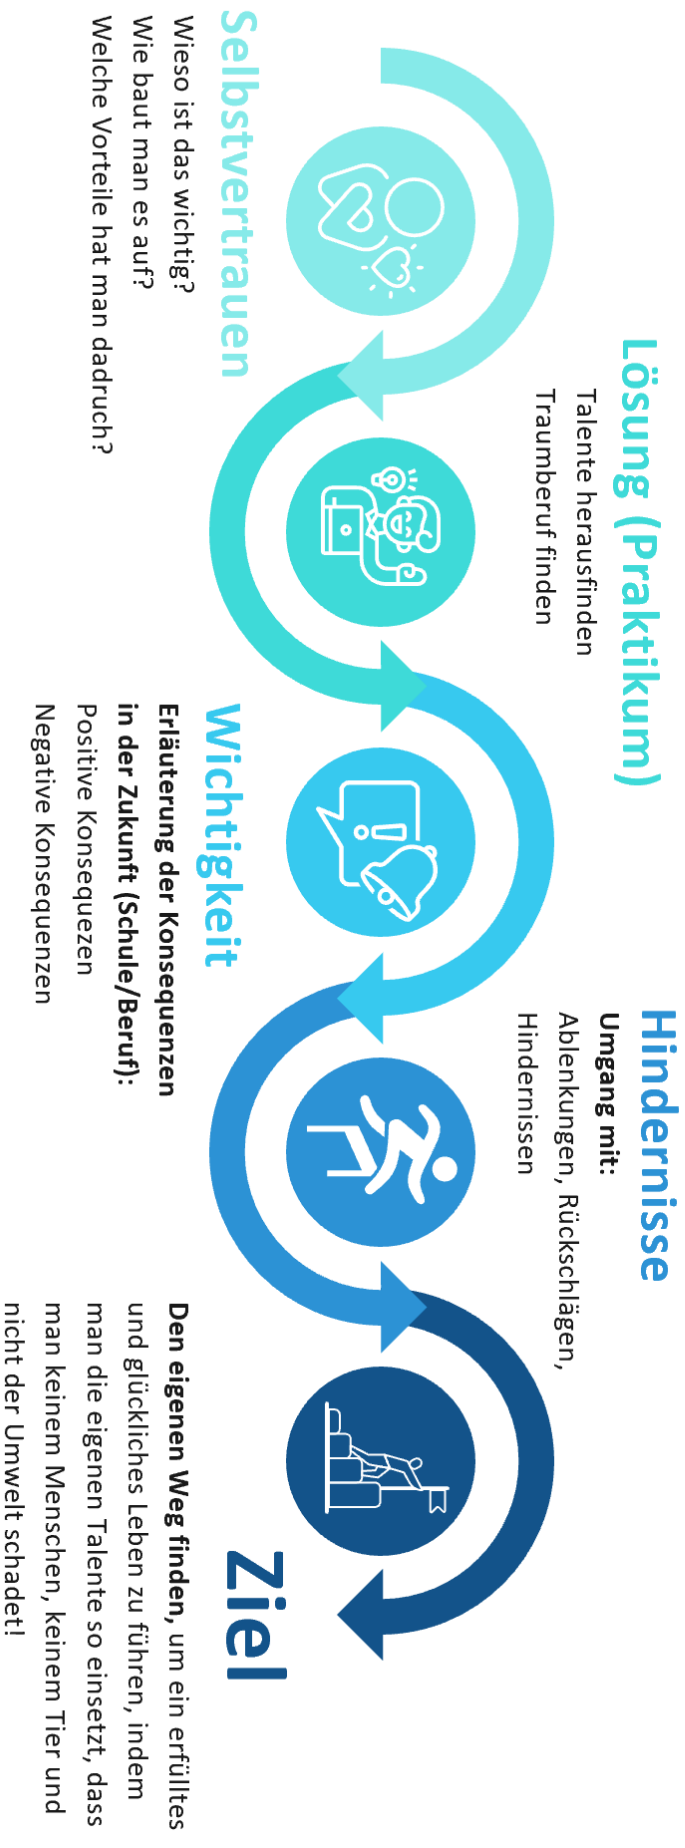 Selbstvertrauen
Wieso ist das wichtig?
Wie baut man es auf?
Welche Vorteile hat man dadruch?
Lösung (Praktikum)
Talente herausfinden
Traumberuf finden
Wichtigkeit
Erläuterung der Konsequenzen
in der Zukunft (Schule/Beruf):
Positive Konsequezen
Negative Konsequenzen
Hindernisse
Umgang mit:
Ablenkungen, Rückschlägen,
Hindernissen
Ziel
Den eigenen Weg finden, um ein erfülltes
und glückliches Leben zu führen, indem
man die eigenen Talente so einsetzt, dass
man keinem Menschen, keinem Tier und
nicht der Umwelt schadet!